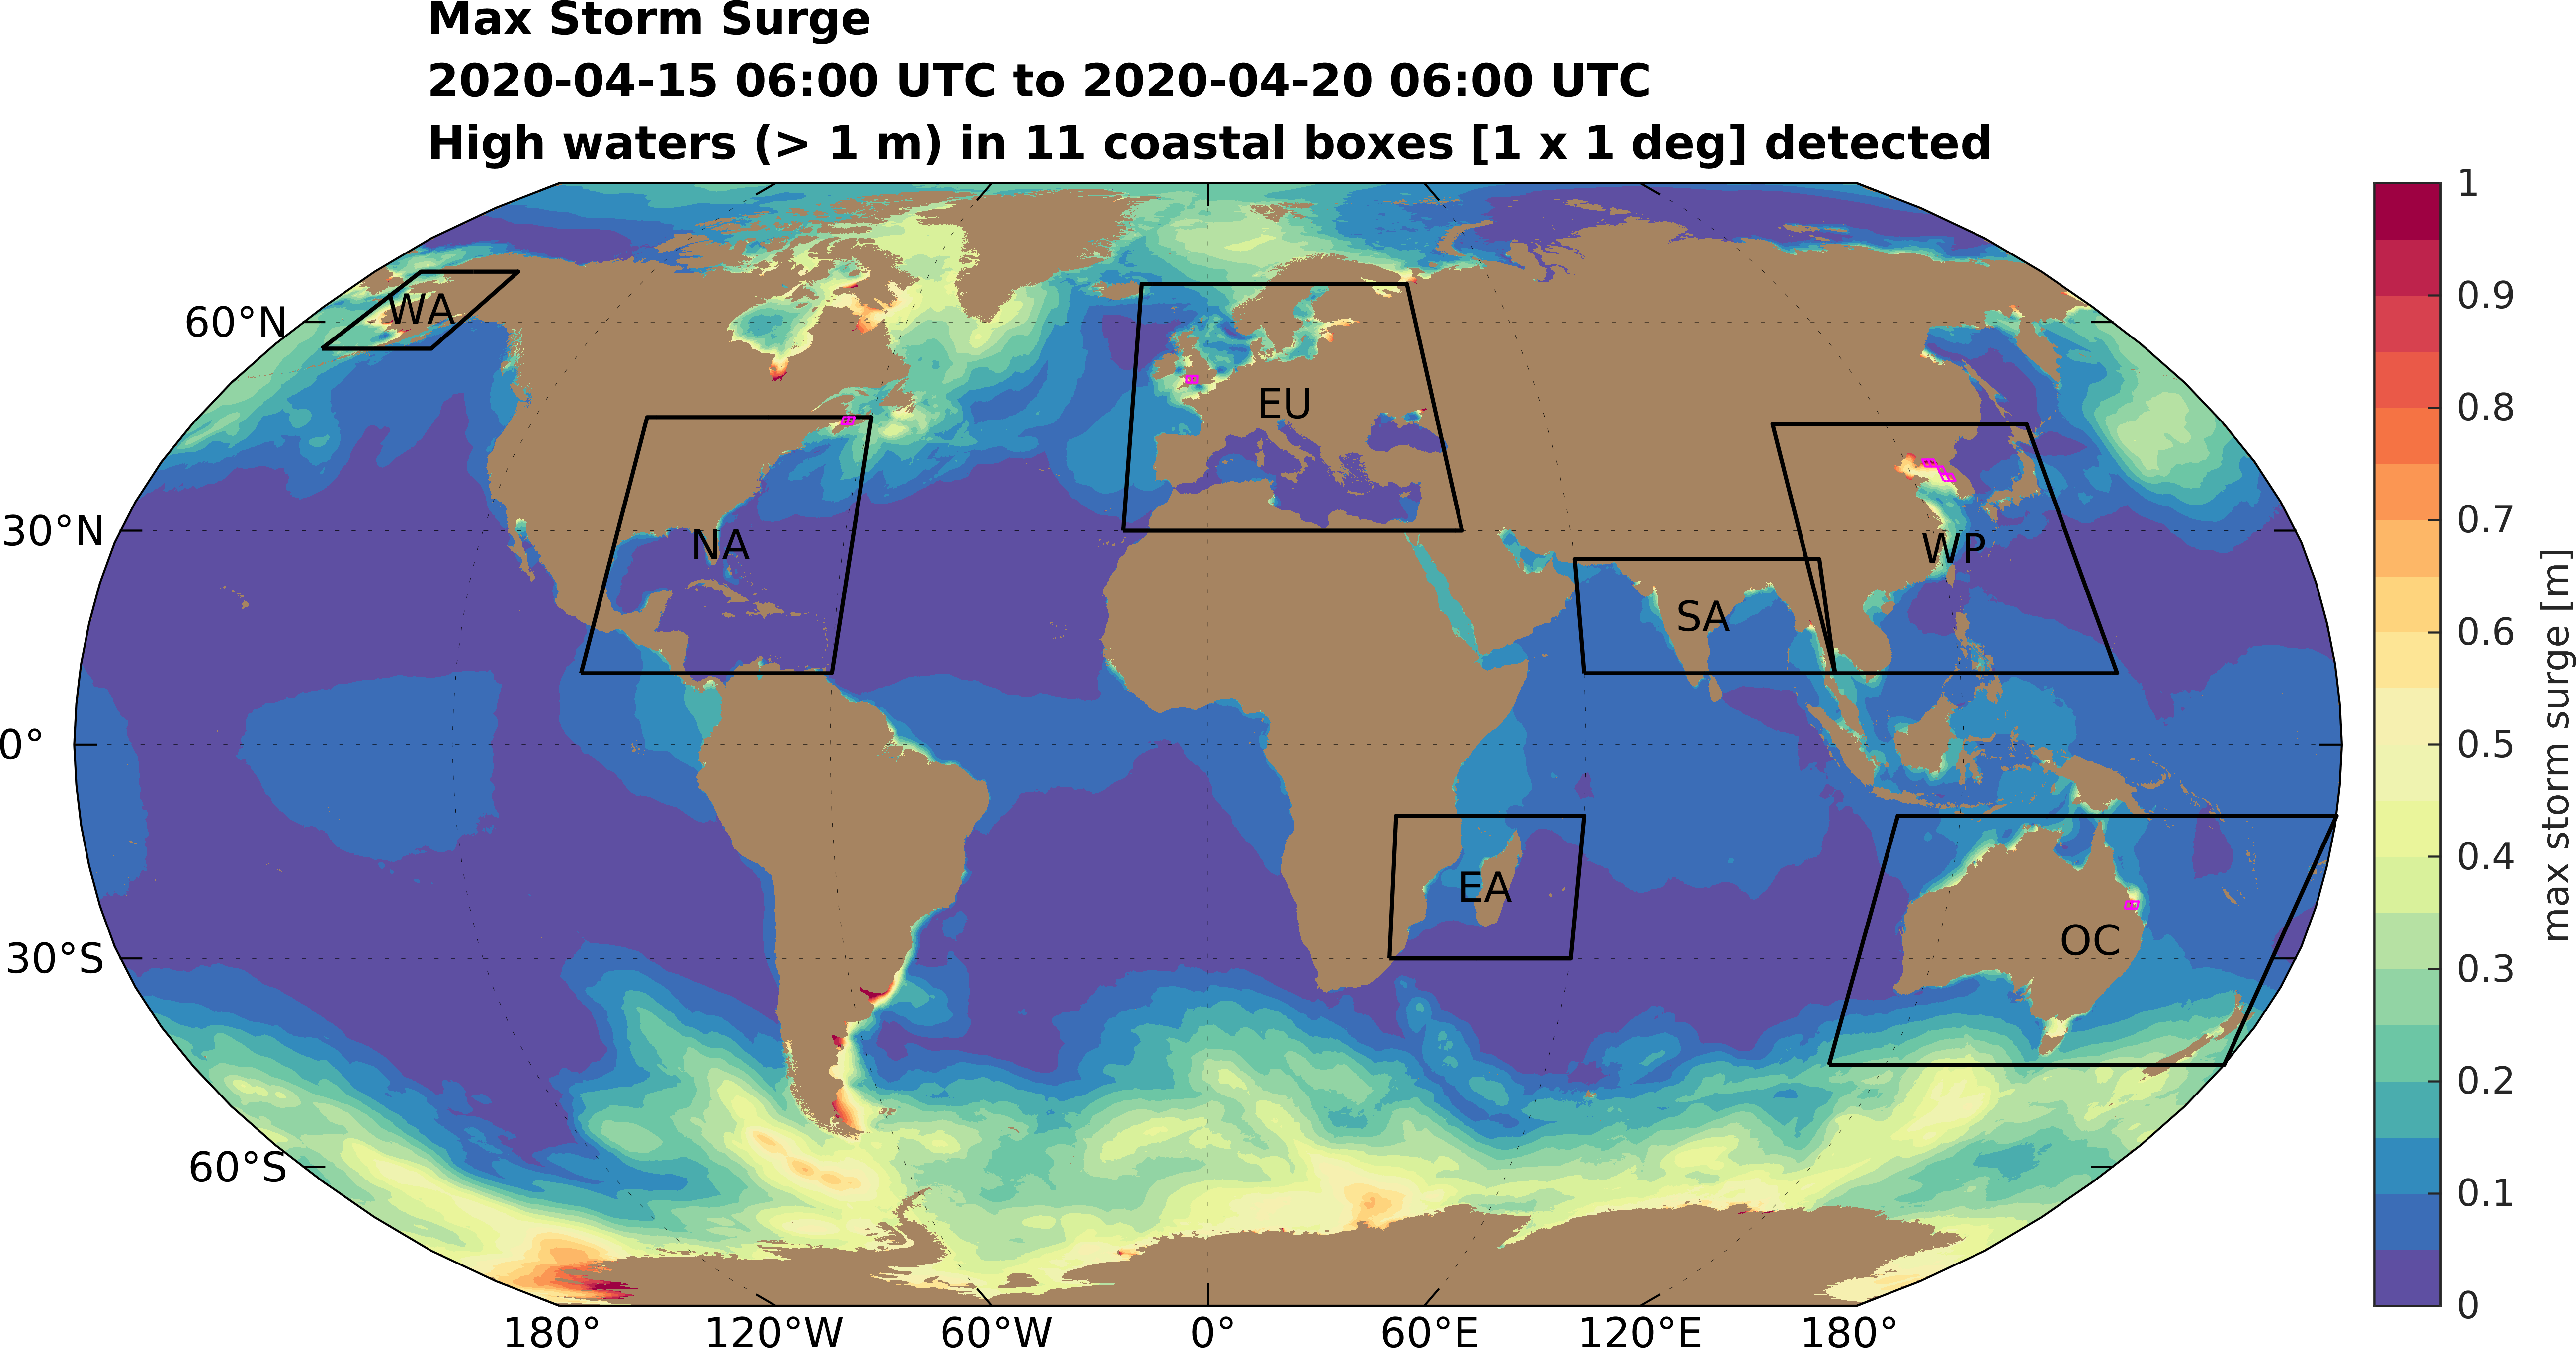 Max Storm Surge
2020-04-15 06:00 UTC to 2020-04-20 06:00 UTC
High waters (> 1 m) in 11 coastal boxes [1 x 1 deg] detected
60°N
30°N
0°
30°S
60°S
WA
NA
EU
SA
WP
EA
OC
180°
120°W
60°W
0°
60°E
120°E
180°
1
0.9
0.8
0.7
0.6
0.5
0.4
0.3
0.2
0.1
0
max storm surge [m]